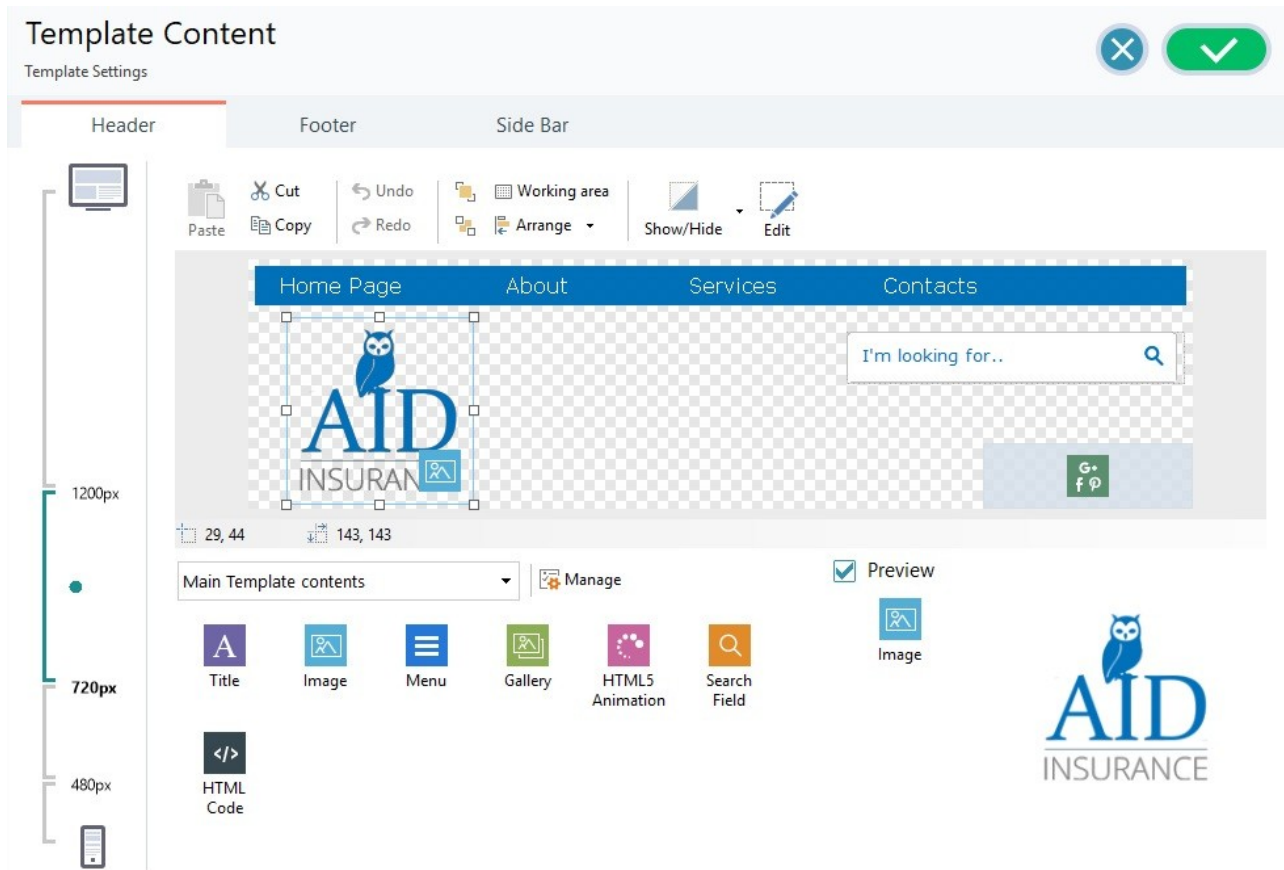 Template Content
Template Settings
Header Footer Side Bar
Cut Undo Working area
Paste Copy Redo Arrange Show/Hide Edit
Home Page About Services Contacts
I'm looking for..
AID
INSURAN
G+
f
1200px
29, 44 143, 143
Main Template contents Manage Preview
A
Title Image Menu Gallery HTML5 Animation Search Field
Image
720px
</>
HTML Code
480px
AID
INSURANCE